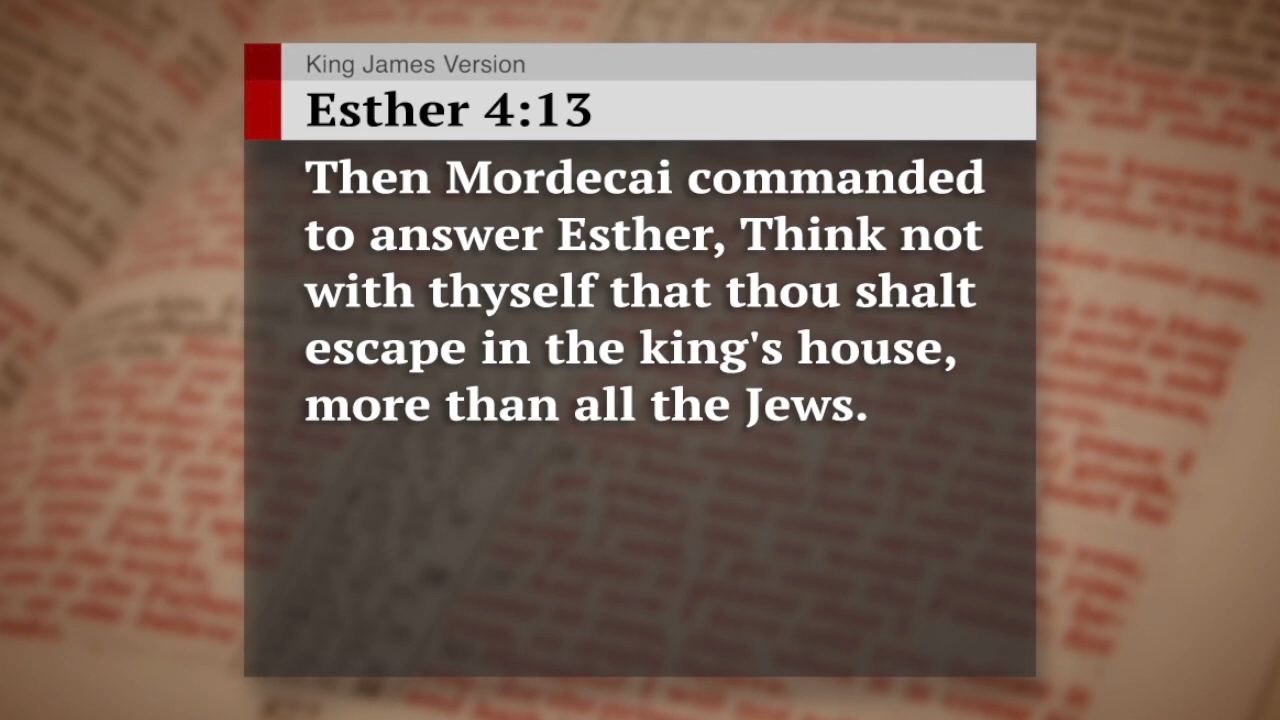 King James Version
Esther 4:13
Then Mordecai commanded
to answer Esther, Think not
with thyself that thou shalt
escape in the king's house,
more than all the Jews.